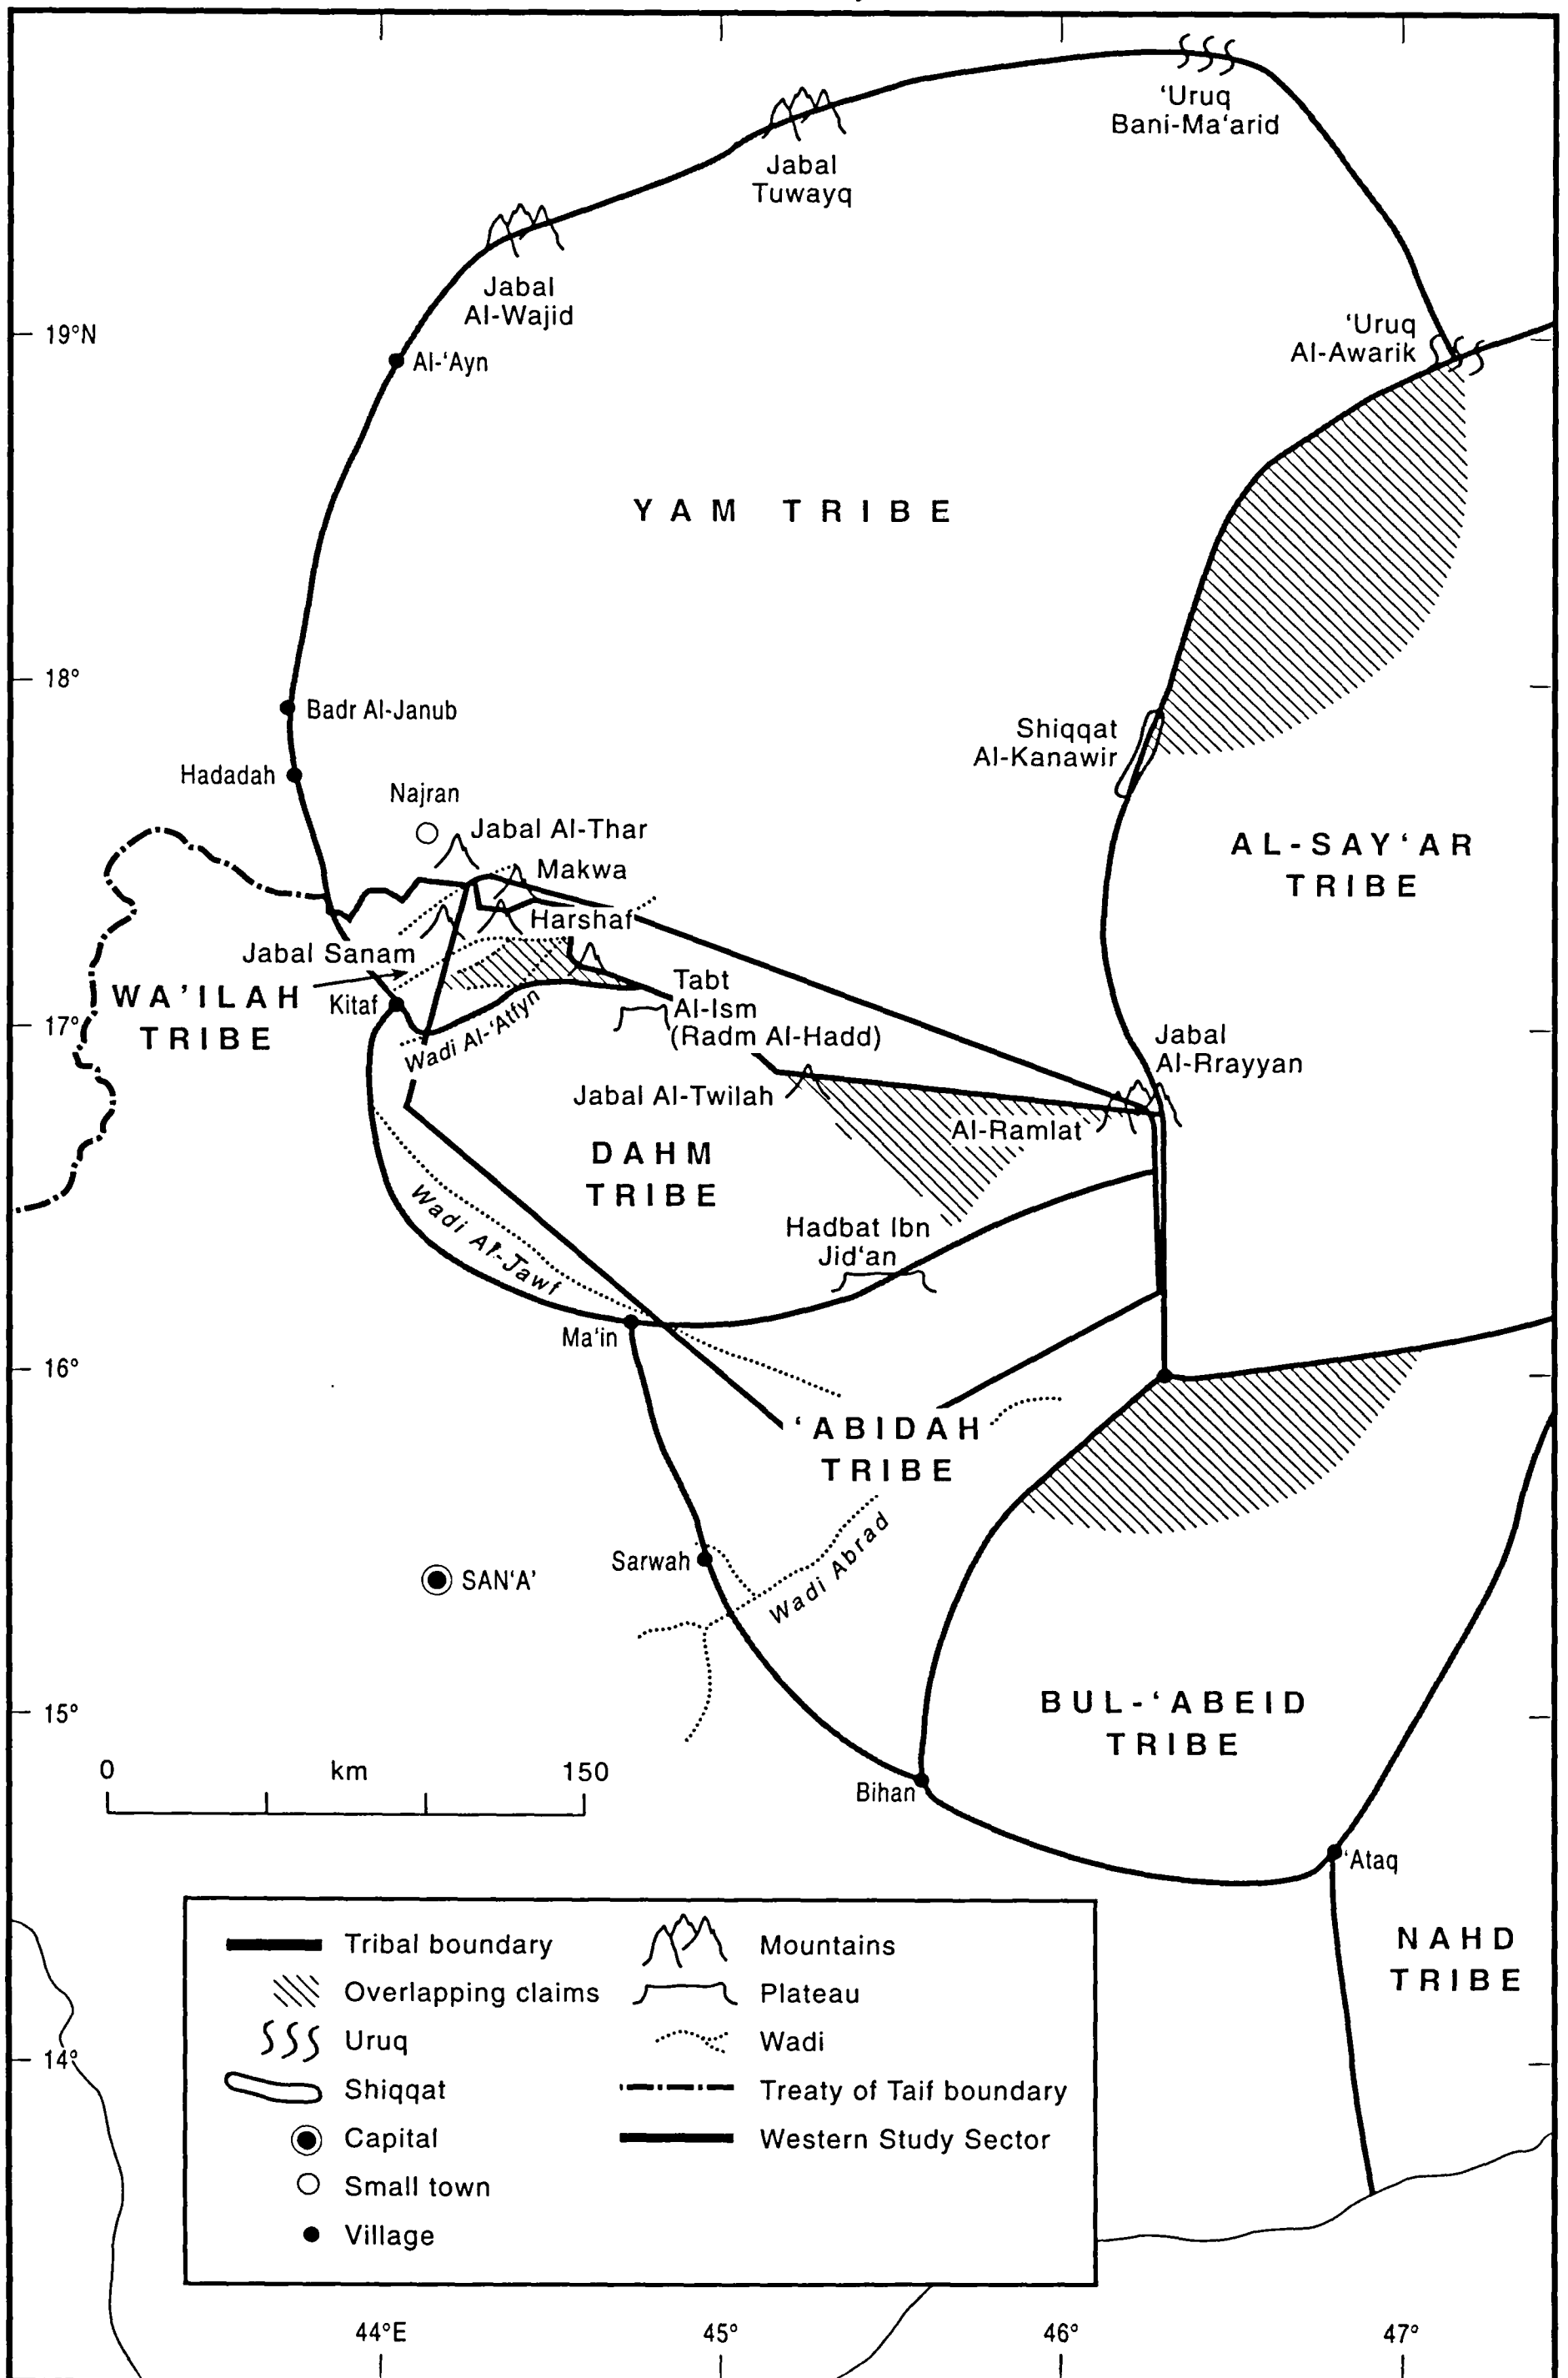 ‘Uruq
Bani-Ma‘arid
Jabal
Tuwayq
Jabal
Al-Wajid
‘Uruq
Al-Awarik
19°N
Al-‘Ayn
YAM TRIBE
18°
Badr Al-Janub
Shiqqat
Al-Kanawir
Hadadah
Najran
Jabal Al-Thar
Makwa
AL-SAY‘AR
TRIBE
Harshaf
Jabal Sanam
Tabt
Al-Ism
(Radm Al-Hadd)
WA’ILAH
TRIBE
Kitaf
17°
Wadi Al-‘Atfyn
Jabal
Al-Rrayyan
Jabal Al-Twilah
Al-Ramlat
DAHM
TRIBE
Wadi Al-Jawf
Hadbat Ibn
Jid‘an
Ma‘in
16°
‘ABIDAH
TRIBE
Sarwah
Wadi Abrad
SAN‘A’
15°
BUL-‘ABEID
TRIBE
0 km 150
Bihan
‘Ataq
NAHD
TRIBE
Tribal boundary
Overlapping claims
Uruq
Shiqqat
Capital
Small town
Village
Mountains
Plateau
Wadi
Treaty of Taif boundary
Western Study Sector
14°
44°E 45° 46° 47°